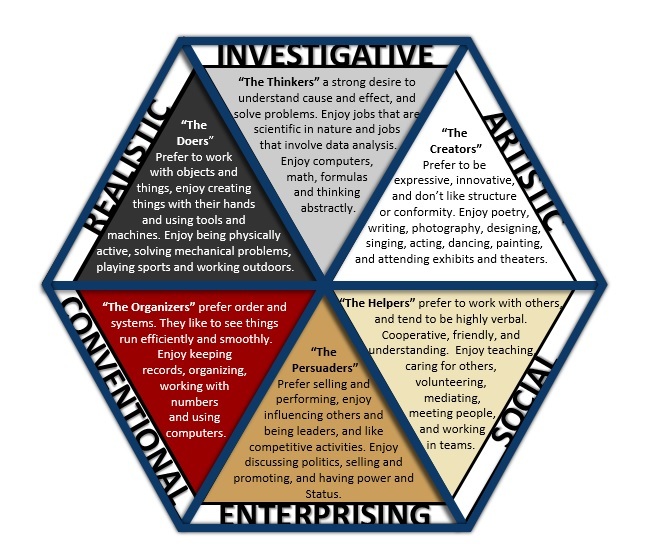 INVESTIGATIVE
“The Thinkers” a strong desire to
understand cause and effect, and
solve problems. Enjoy jobs that are
scientific in nature and jobs
that involve data analysis.
Enjoy computers,
math, formulas
and thinking
abstractly.
REALISTIC
“The
Doers”
Prefer to work
with objects and
things, enjoy creating
things with their hands
and using tools and
machines. Enjoy being physically
active, solving mechanical problems,
playing sports and working outdoors.
ARTISTIC
“The
Creators”
Prefer to be
expressive, innovative,
and don’t like structure
or conformity. Enjoy poetry,
writing, photography, designing,
singing, acting, dancing, painting,
and attending exhibits and theaters.
CONVENTIONAL
“The Organizers” prefer order and
systems. They like to see things
run efficiently and smoothly.
Enjoy keeping
records, organizing,
working with
numbers
and using
computers.
“The
Persuaders”
Prefer selling and
performing, enjoy
influencing others and
being leaders, and like
competitive activities. Enjoy
discussing politics, selling and
promoting, and having power and
Status.
ENTERPRISING
“The Helpers” prefer to work with others,
and tend to be highly verbal.
Cooperative, friendly, and
understanding. Enjoy teaching,
caring for others,
volunteering,
mediating,
meeting people,
and working
in teams.
SOCIAL